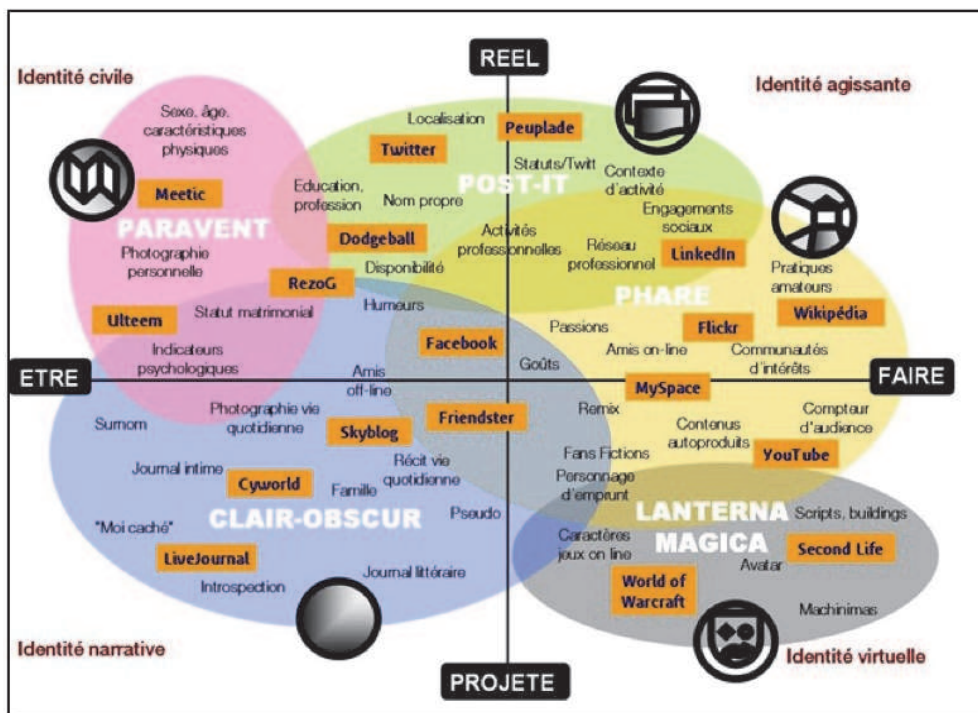 REEL
Identité civile
Identité agissante
Sexe, âge,
caractéristiques
physiques
Localisation
Peuplade
Twitter
Statuts/Twitt
Contexte
d'activité
Meetic
POST-IT
Education,
profession
Nom propre
Engagements
sociaux
PARAVENT
Dodgeball
Activités
professionnelles
Réseau
professionnel
LinkedIn
Photographie
personnelle
Disponibilité
Pratiques
amateurs
RezoG
PHARE
Humeurs
Ulteem
Statut matrimonial
Passions
Flickr
Wikipédia
Facebook
Indicateurs
psychologiques
Amis on-line
Communautés
d'intérêts
Goûts
ETRE
FAIRE
Amis
off-line
MySpace
Surnom
Photographie vie
quotidienne
Friendster
Remix
Compteur
d'audience
Skyblog
Contenus
autoproduits
Fans Fictions
YouTube
Journal intime
Récit vie
quotidienne
Cyworld
Famille
Personnage
d'emprunt
CLAIR-OBSCUR
Pseudo
LANTERNA
MAGICA
Scripts, buildings
"Moi caché"
Caractères
jeux on line
Second Life
LiveJournal
Avatar
Introspection
Journal littéraire
World of
Warcraft
Machinimas
Identité narrative
Identité virtuelle
PROJETE